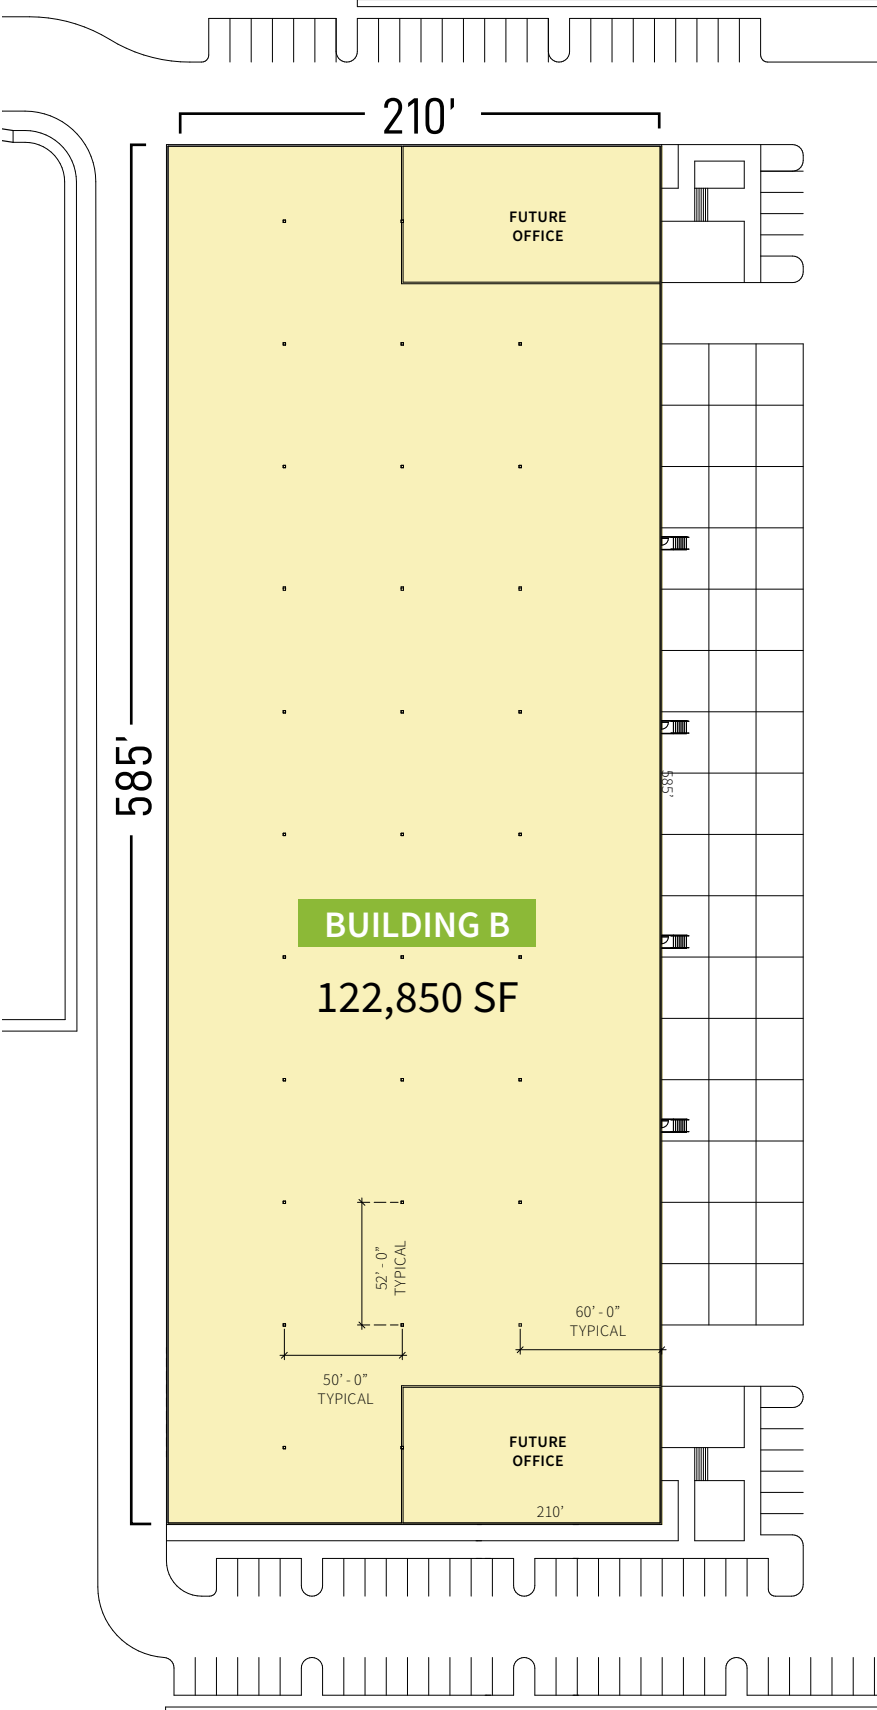 210'
FUTURE
OFFICE
585'
585'
BUILDING B
122,850 SF
52' - 0"
TYPICAL
60' - 0"
TYPICAL
50' - 0"
TYPICAL
FUTURE
OFFICE
210'